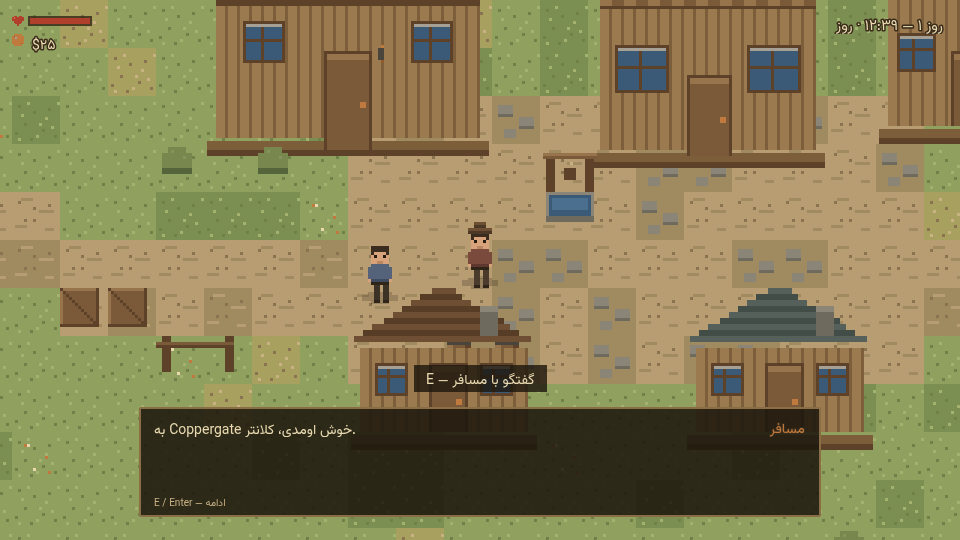 روز ۱ — ۱۲:۳۹ · روز
$۲۵
گفتگو با مسافر — E
مسافر
به Coppergate خوش اومدی، کلانتر.
E / Enter — ادامه